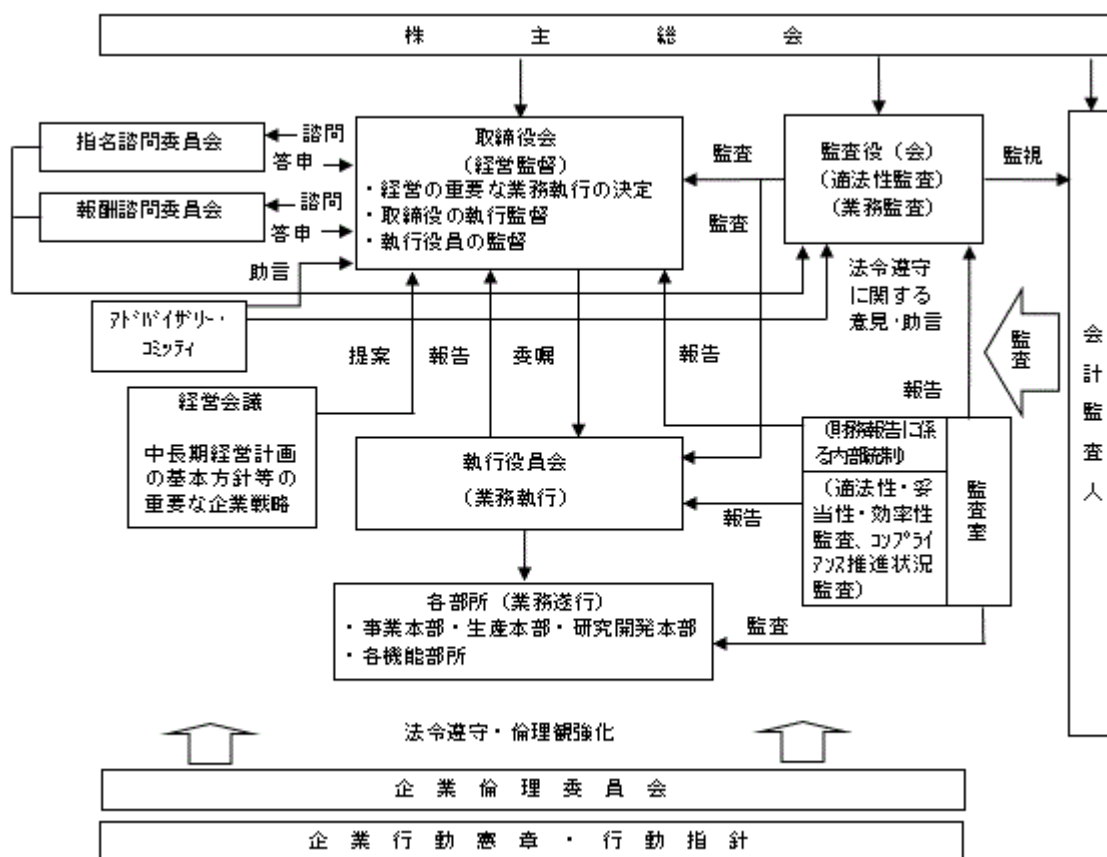 株主総会
指名諮問委員会
諮問
答申
報酬諮問委員会
諮問
答申
助言
取締役会
(経営監督)
・経営の重要な業務執行の決定
・取締役の執行監督
・執行役員の監督
監査
監査
監査役(会)
(適法性監査)
(業務監査)
監視
アドバイザリー・
コミッティ
法令遵守
に関する
意見・助言
監査
会計監査人
提案
報告
委嘱
報告
報告
経営会議
中長期経営計画
の基本方針等の
重要な企業戦略
執行役員会
(業務執行)
報告
(財務報告に係
る内部統制)
(適法性・妥
当性・効率性
監査、コンプライ
アンス推進状況
監査)
監査室
各部所(業務遂行)
・事業本部・生産本部・研究開発本部
・各機能部所
監査
法令遵守・倫理観強化
企業倫理委員会
企業行動憲章・行動指針